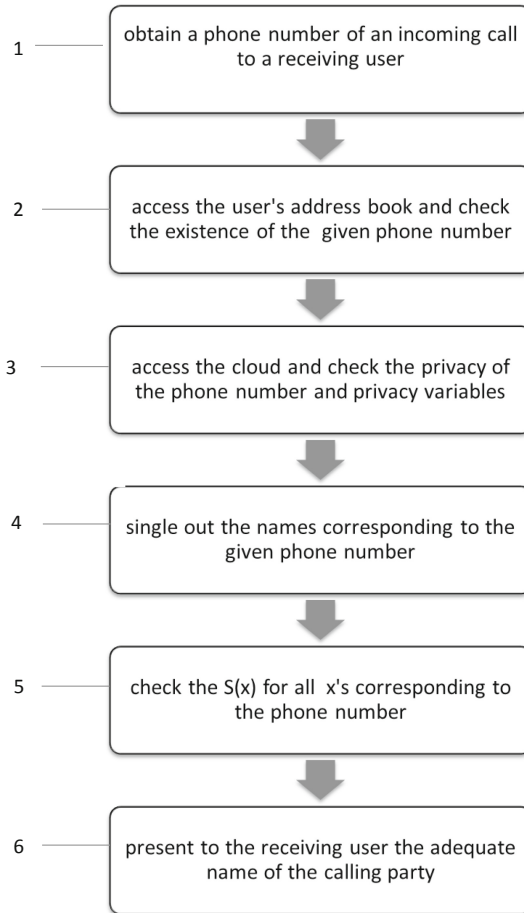 1
obtain a phone number of an incoming call
to a receiving user
2
access the user's address book and check
the existence of the given phone number
3
access the cloud and check the privacy of
the phone number and privacy variables
4
single out the names corresponding to the
given phone number
5
check the S(x) for all x's corresponding to
the phone number
6
present to the receiving user the adequate
name of the calling party